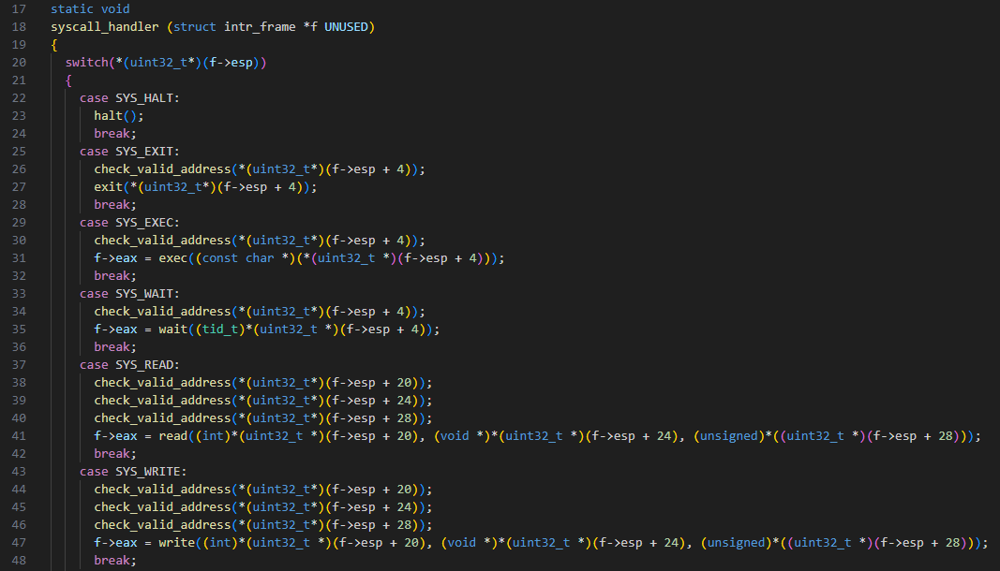 17 static void
18 syscall_handler (struct intr_frame *f UNUSED)
19 {
20   switch(*(uint32_t*)(f->esp))
21   {
22     case SYS_HALT:
23       halt();
24       break;
25     case SYS_EXIT:
26       check_valid_address(*(uint32_t*)(f->esp + 4));
27       exit(*(uint32_t*)(f->esp + 4));
28       break;
29     case SYS_EXEC:
30       check_valid_address(*(uint32_t*)(f->esp + 4));
31       f->eax = exec((const char *)(*(uint32_t *)(f->esp + 4)));
32       break;
33     case SYS_WAIT:
34       check_valid_address(*(uint32_t*)(f->esp + 4));
35       f->eax = wait((tid_t)*(uint32_t *)(f->esp + 4));
36       break;
37     case SYS_READ:
38       check_valid_address(*(uint32_t*)(f->esp + 20));
39       check_valid_address(*(uint32_t*)(f->esp + 24));
40       check_valid_address(*(uint32_t*)(f->esp + 28));
41       f->eax = read((int)*(uint32_t *)(f->esp + 20), (void *)*(uint32_t *)(f->esp + 24), (unsigned)*((uint32_t *)(f->esp + 28)));
42       break;
43     case SYS_WRITE:
44       check_valid_address(*(uint32_t*)(f->esp + 20));
45       check_valid_address(*(uint32_t*)(f->esp + 24));
46       check_valid_address(*(uint32_t*)(f->esp + 28));
47       f->eax = write((int)*(uint32_t *)(f->esp + 20), (void *)*(uint32_t *)(f->esp + 24), (unsigned)*((uint32_t *)(f->esp + 28)));
48       break;